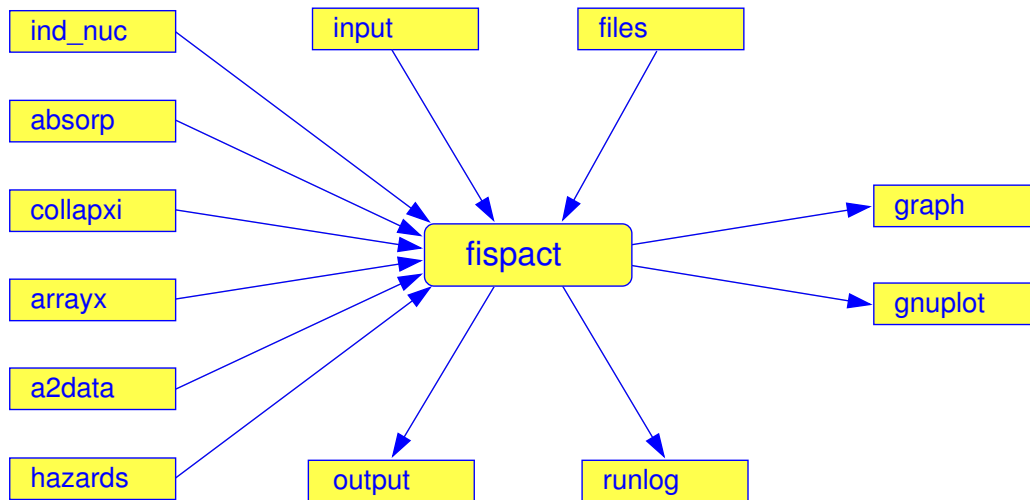 ind_nuc
input
files
absorp
collapxi
graph
fispact
arrayx
gnuplot
a2data
hazards
output
runlog